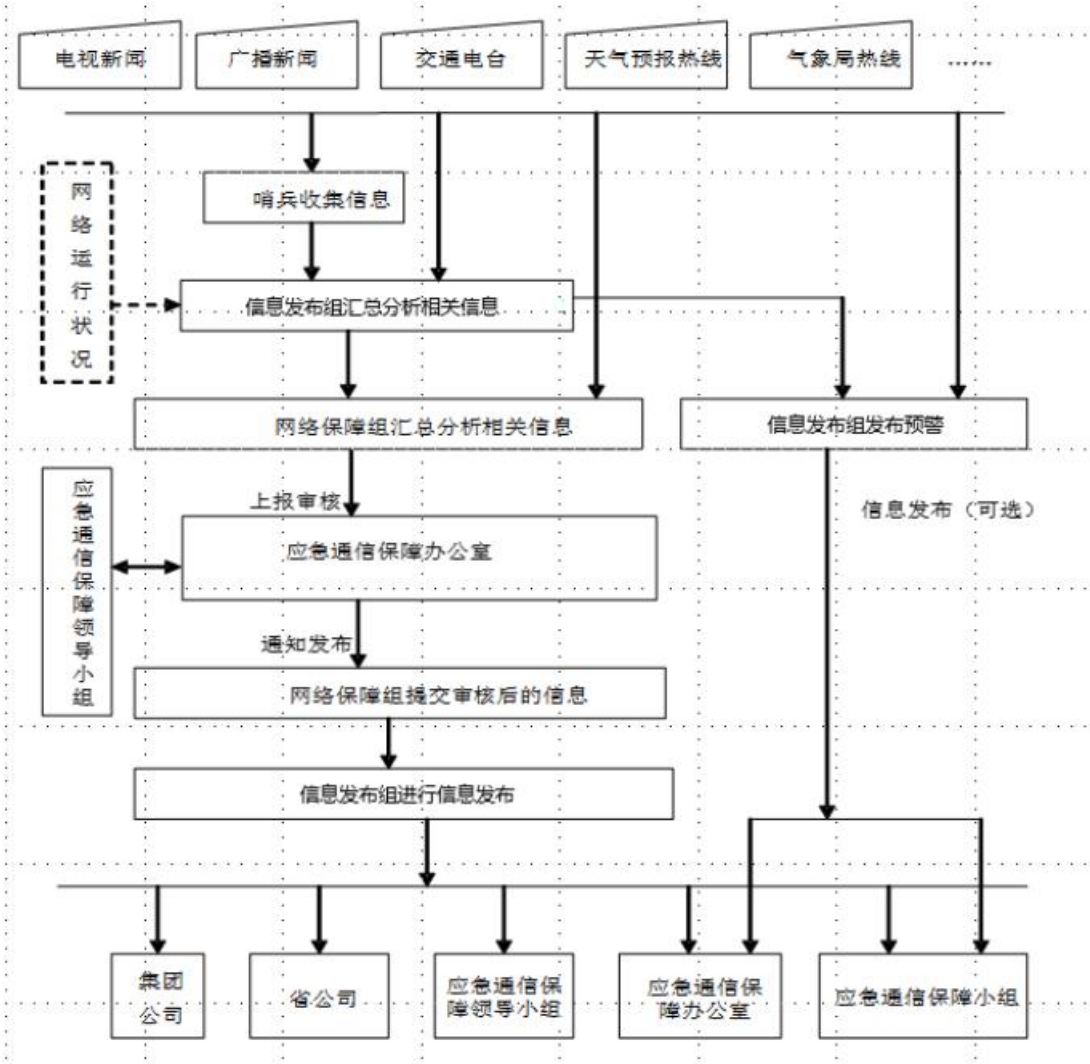 电视新闻
广播新闻
交通电台
天气预报热线
气象局热线
……
网络运行状况
哨兵收集信息
信息发布组汇总分析相关信息
网络保障组汇总分析相关信息
信息发布组发布预警
应急通信保障领导小组
上报审核
信息发布（可选）
应急通信保障办公室
通知发布
网络保障组提交审核后的信息
信息发布组进行信息发布
集团
公司
省公司
应急通信保
障领导小组
应急通信保
障办公室
应急通信保障小组